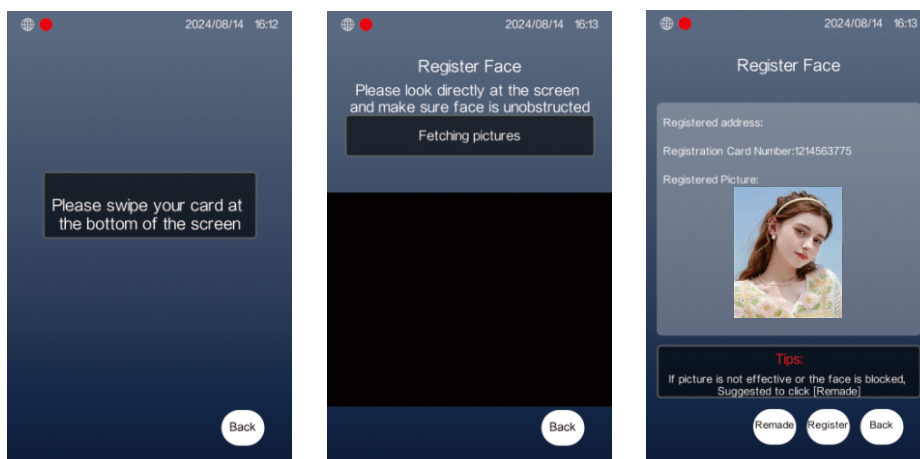 2024/08/14 16:12
Please swipe your card at
the bottom of the screen
Back
2024/08/14 16:13
Register Face
Please look directly at the screen
and make sure face is unobstructed
Fetching pictures
Back
2024/08/14 16:13
Register Face
Registered address:
Registration Card Number:1214563775
Registered Picture:
Tips:
If picture is not effective or the face is blocked,
Suggested to click [Remade]
Remade Register Back